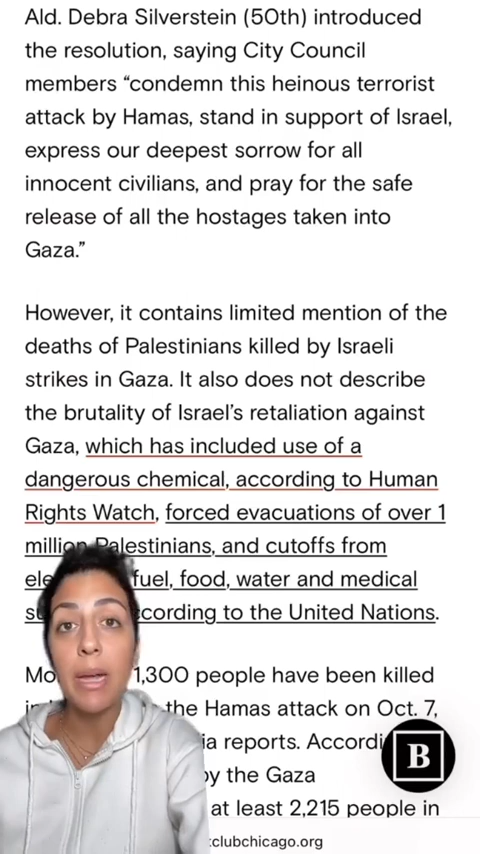 Ald. Debra Silverstein (50th) introduced
the resolution, saying City Council
members “condemn this heinous terrorist
attack by Hamas, stand in support of Israel,
express our deepest sorrow for all
innocent civilians, and pray for the safe
release of all the hostages taken into
Gaza.”
However, it contains limited mention of the
deaths of Palestinians killed by Israeli
strikes in Gaza. It also does not describe
the brutality of Israel’s retaliation against
Gaza, which has included use of a
dangerous chemical, according to Human
Rights Watch, forced evacuations of over 1
million Palestinians, and cutoffs from
fuel, food, water and medical
according to the United Nations.
1,300 people have been killed
the Hamas attack on Oct. 7,
reports.
by the Gaza
at least 2,215 people in
B
clubchicago.org